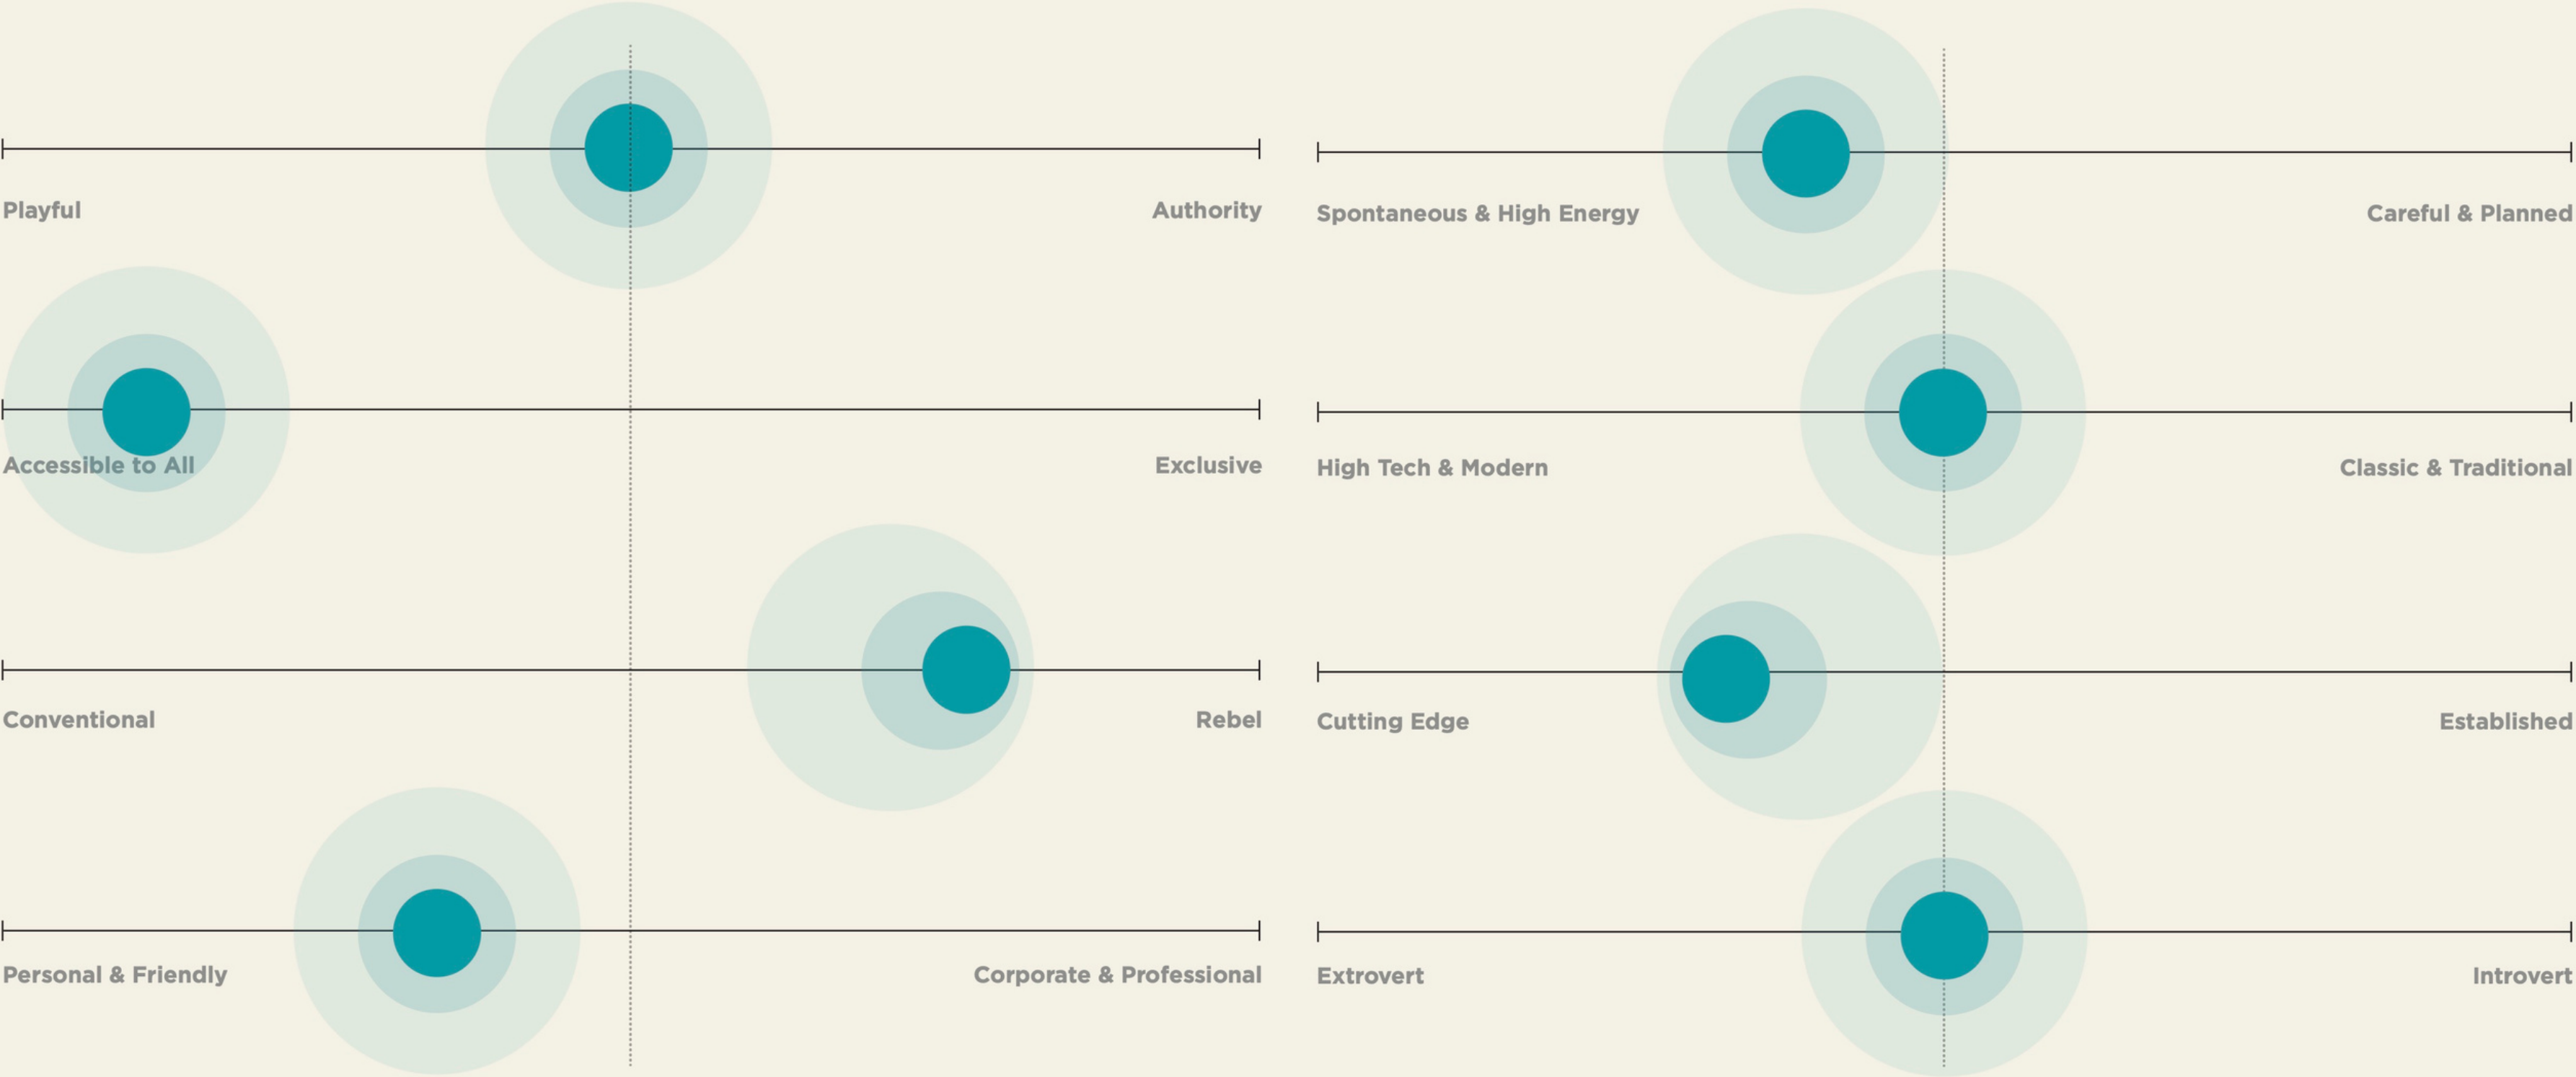 Playful
Authority
Spontaneous & High Energy
Careful & Planned
Accessible to All
Exclusive
High Tech & Modern
Classic & Traditional
Conventional
Rebel
Cutting Edge
Established
Personal & Friendly
Corporate & Professional
Extrovert
Introvert